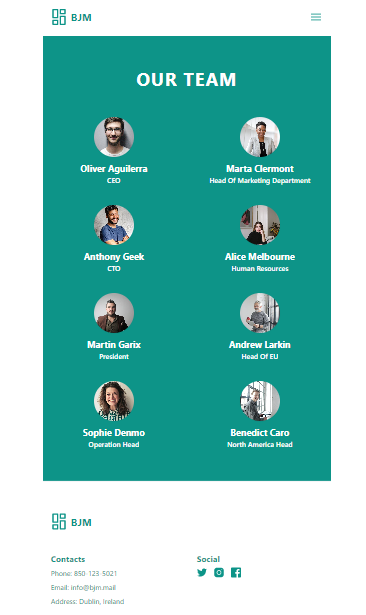 BJM
OUR TEAM
Oliver Aguilerra
CEO
Marta Clermont
Head Of Marketing Department
Anthony Geek
CTO
Alice Melbourne
Human Resources
Martin Garix
President
Andrew Larkin
Head Of EU
Sophie Denmo
Operation Head
Benedict Caro
North America Head
BJM
Contacts
Phone: 850-123-5021
Email: info@bjm.mail
Address: Dublin, Ireland
Social